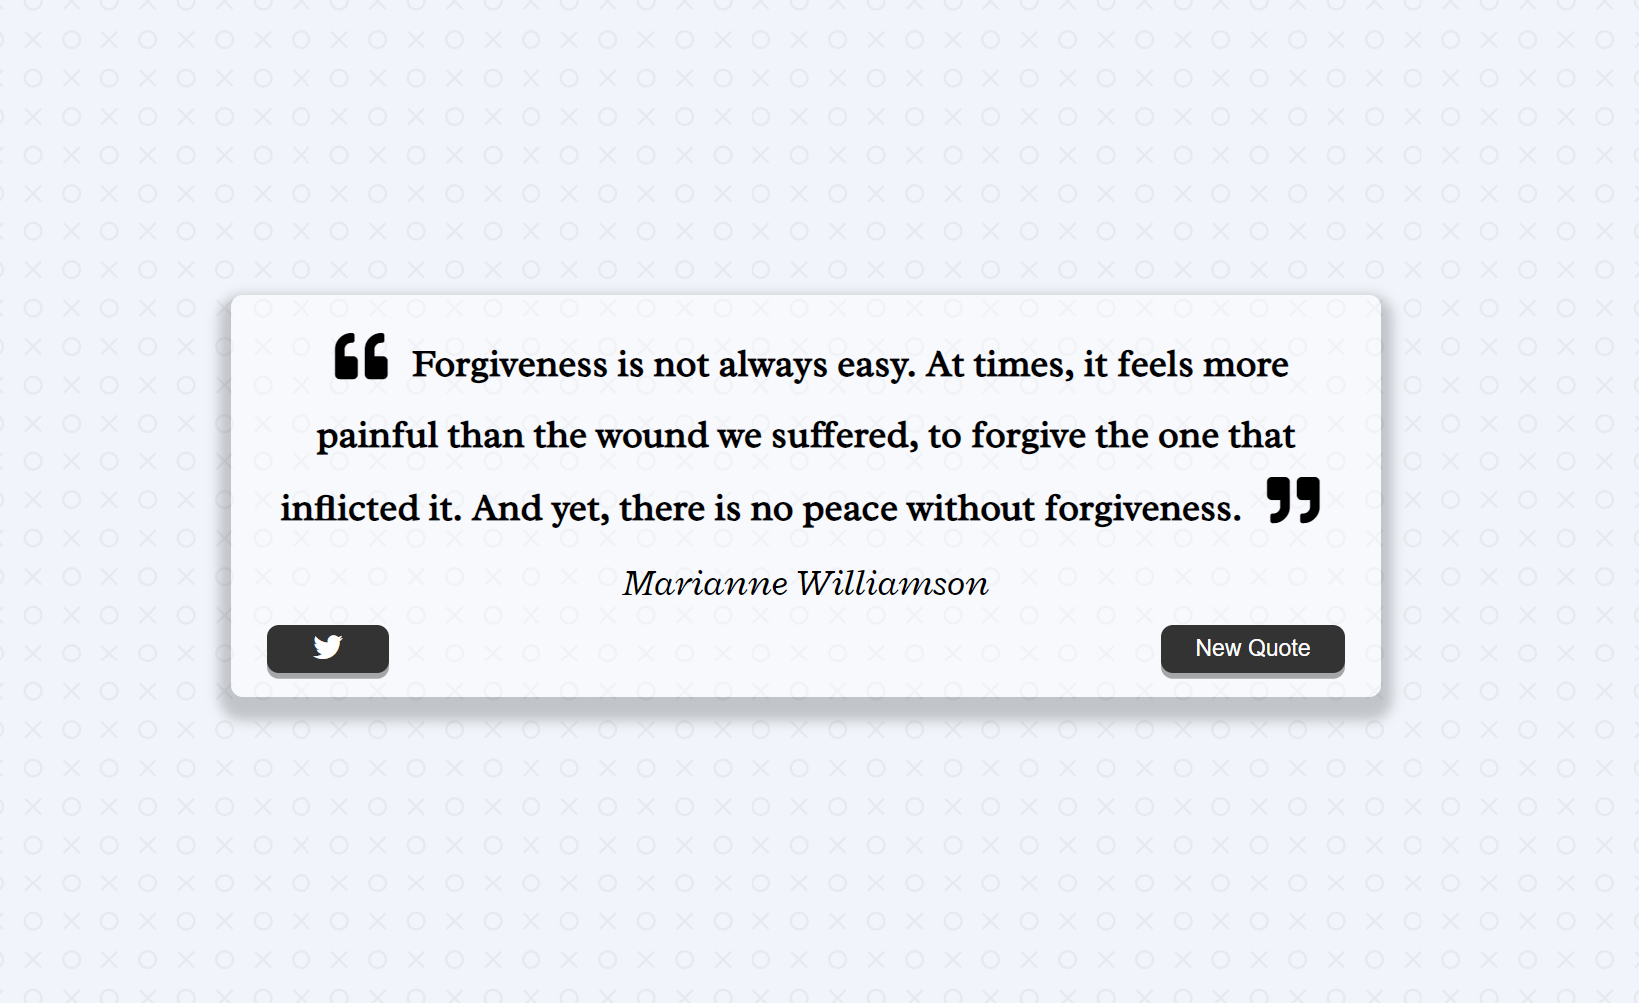 “ Forgiveness is not always easy. At times, it feels more
painful than the wound we suffered, to forgive the one that
inflicted it. And yet, there is no peace without forgiveness. ”
Marianne Williamson
New Quote